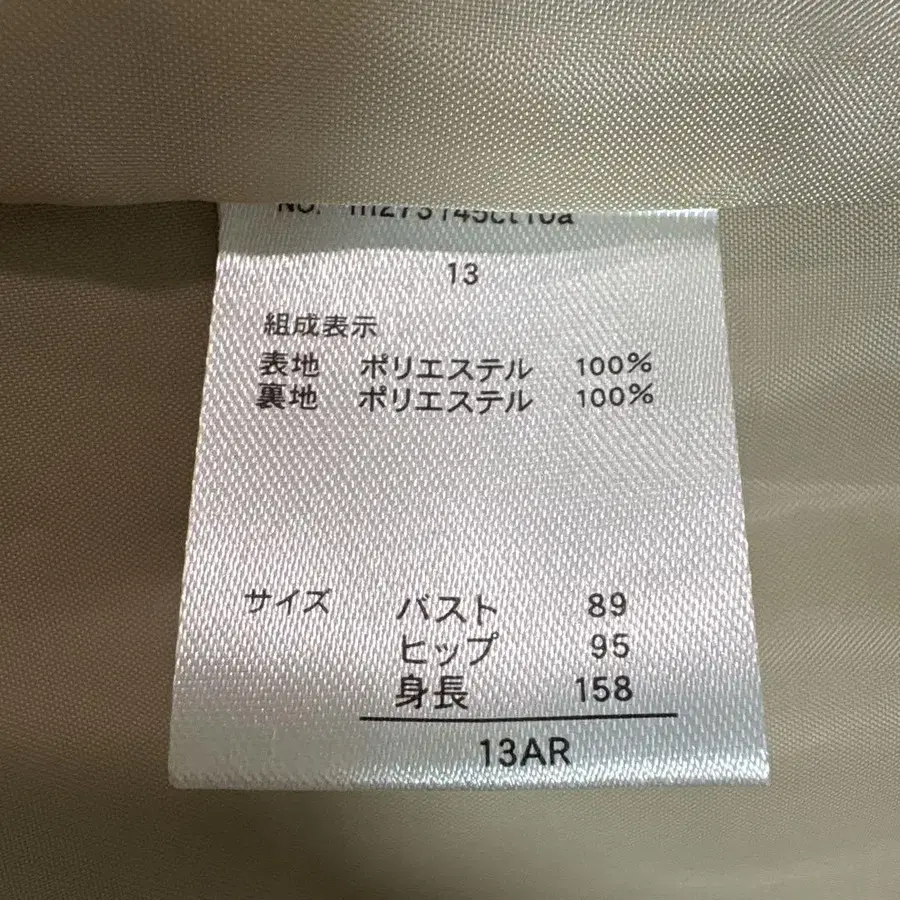 No.
13
組成表示
表地 ポリエステル 100%
裏地 ポリエステル 100%
サイズ バスト 89
ヒップ 95
身長 158
13AR